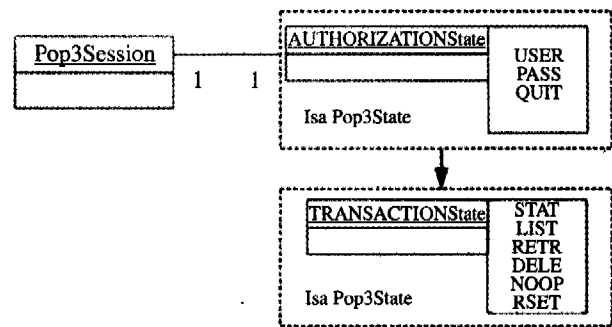 Pop3Session
1 1
AUTHORIZATIONState
USER
PASS
QUIT
Isa Pop3State
TRANSACTIONState
STAT
LIST
RETR
DELE
NOOP
RSET
Isa Pop3State